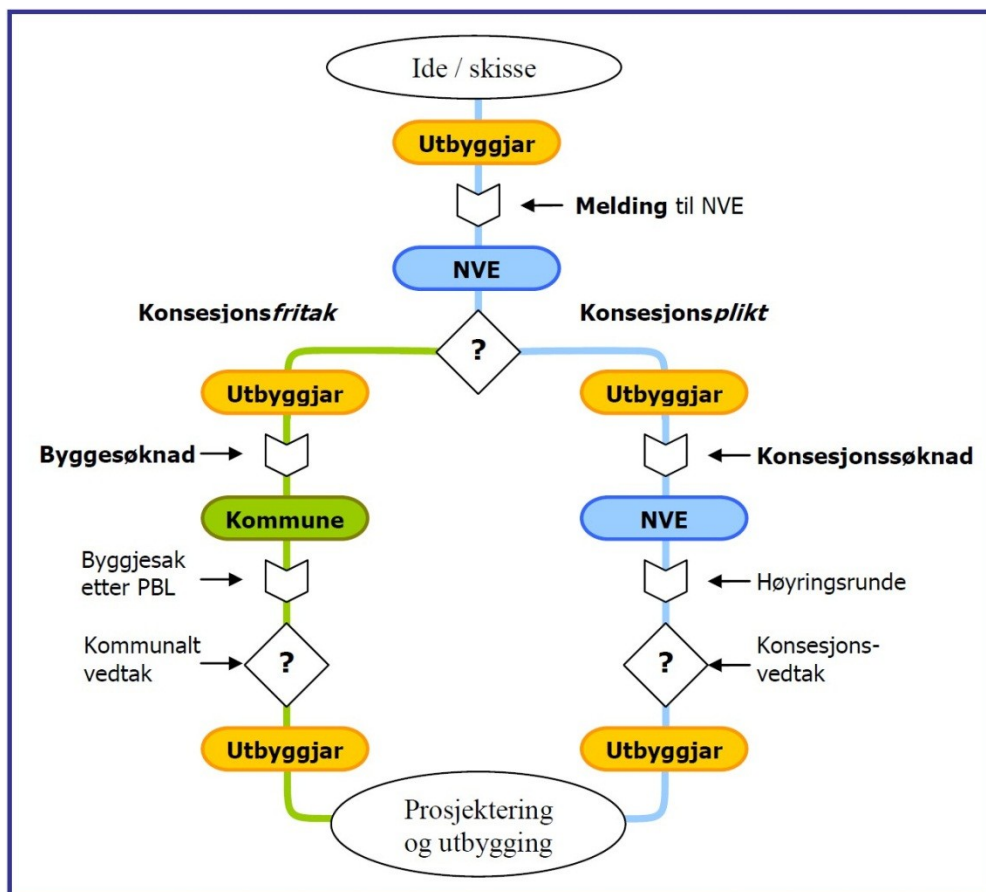 Ide / skisse
Utbyggjar
Melding til NVE
NVE
Konsesjonsfritak
Konsesjonsplikt
?
Utbyggjar
Utbyggjar
Byggesøknad
Konsesjonssøknad
Kommune
NVE
Byggjesak
etter PBL
Høyringsrunde
Kommunalt
vedtak
?
?
Konsesjons-
vedtak
Utbyggjar
Utbyggjar
Prosjektering
og utbygging